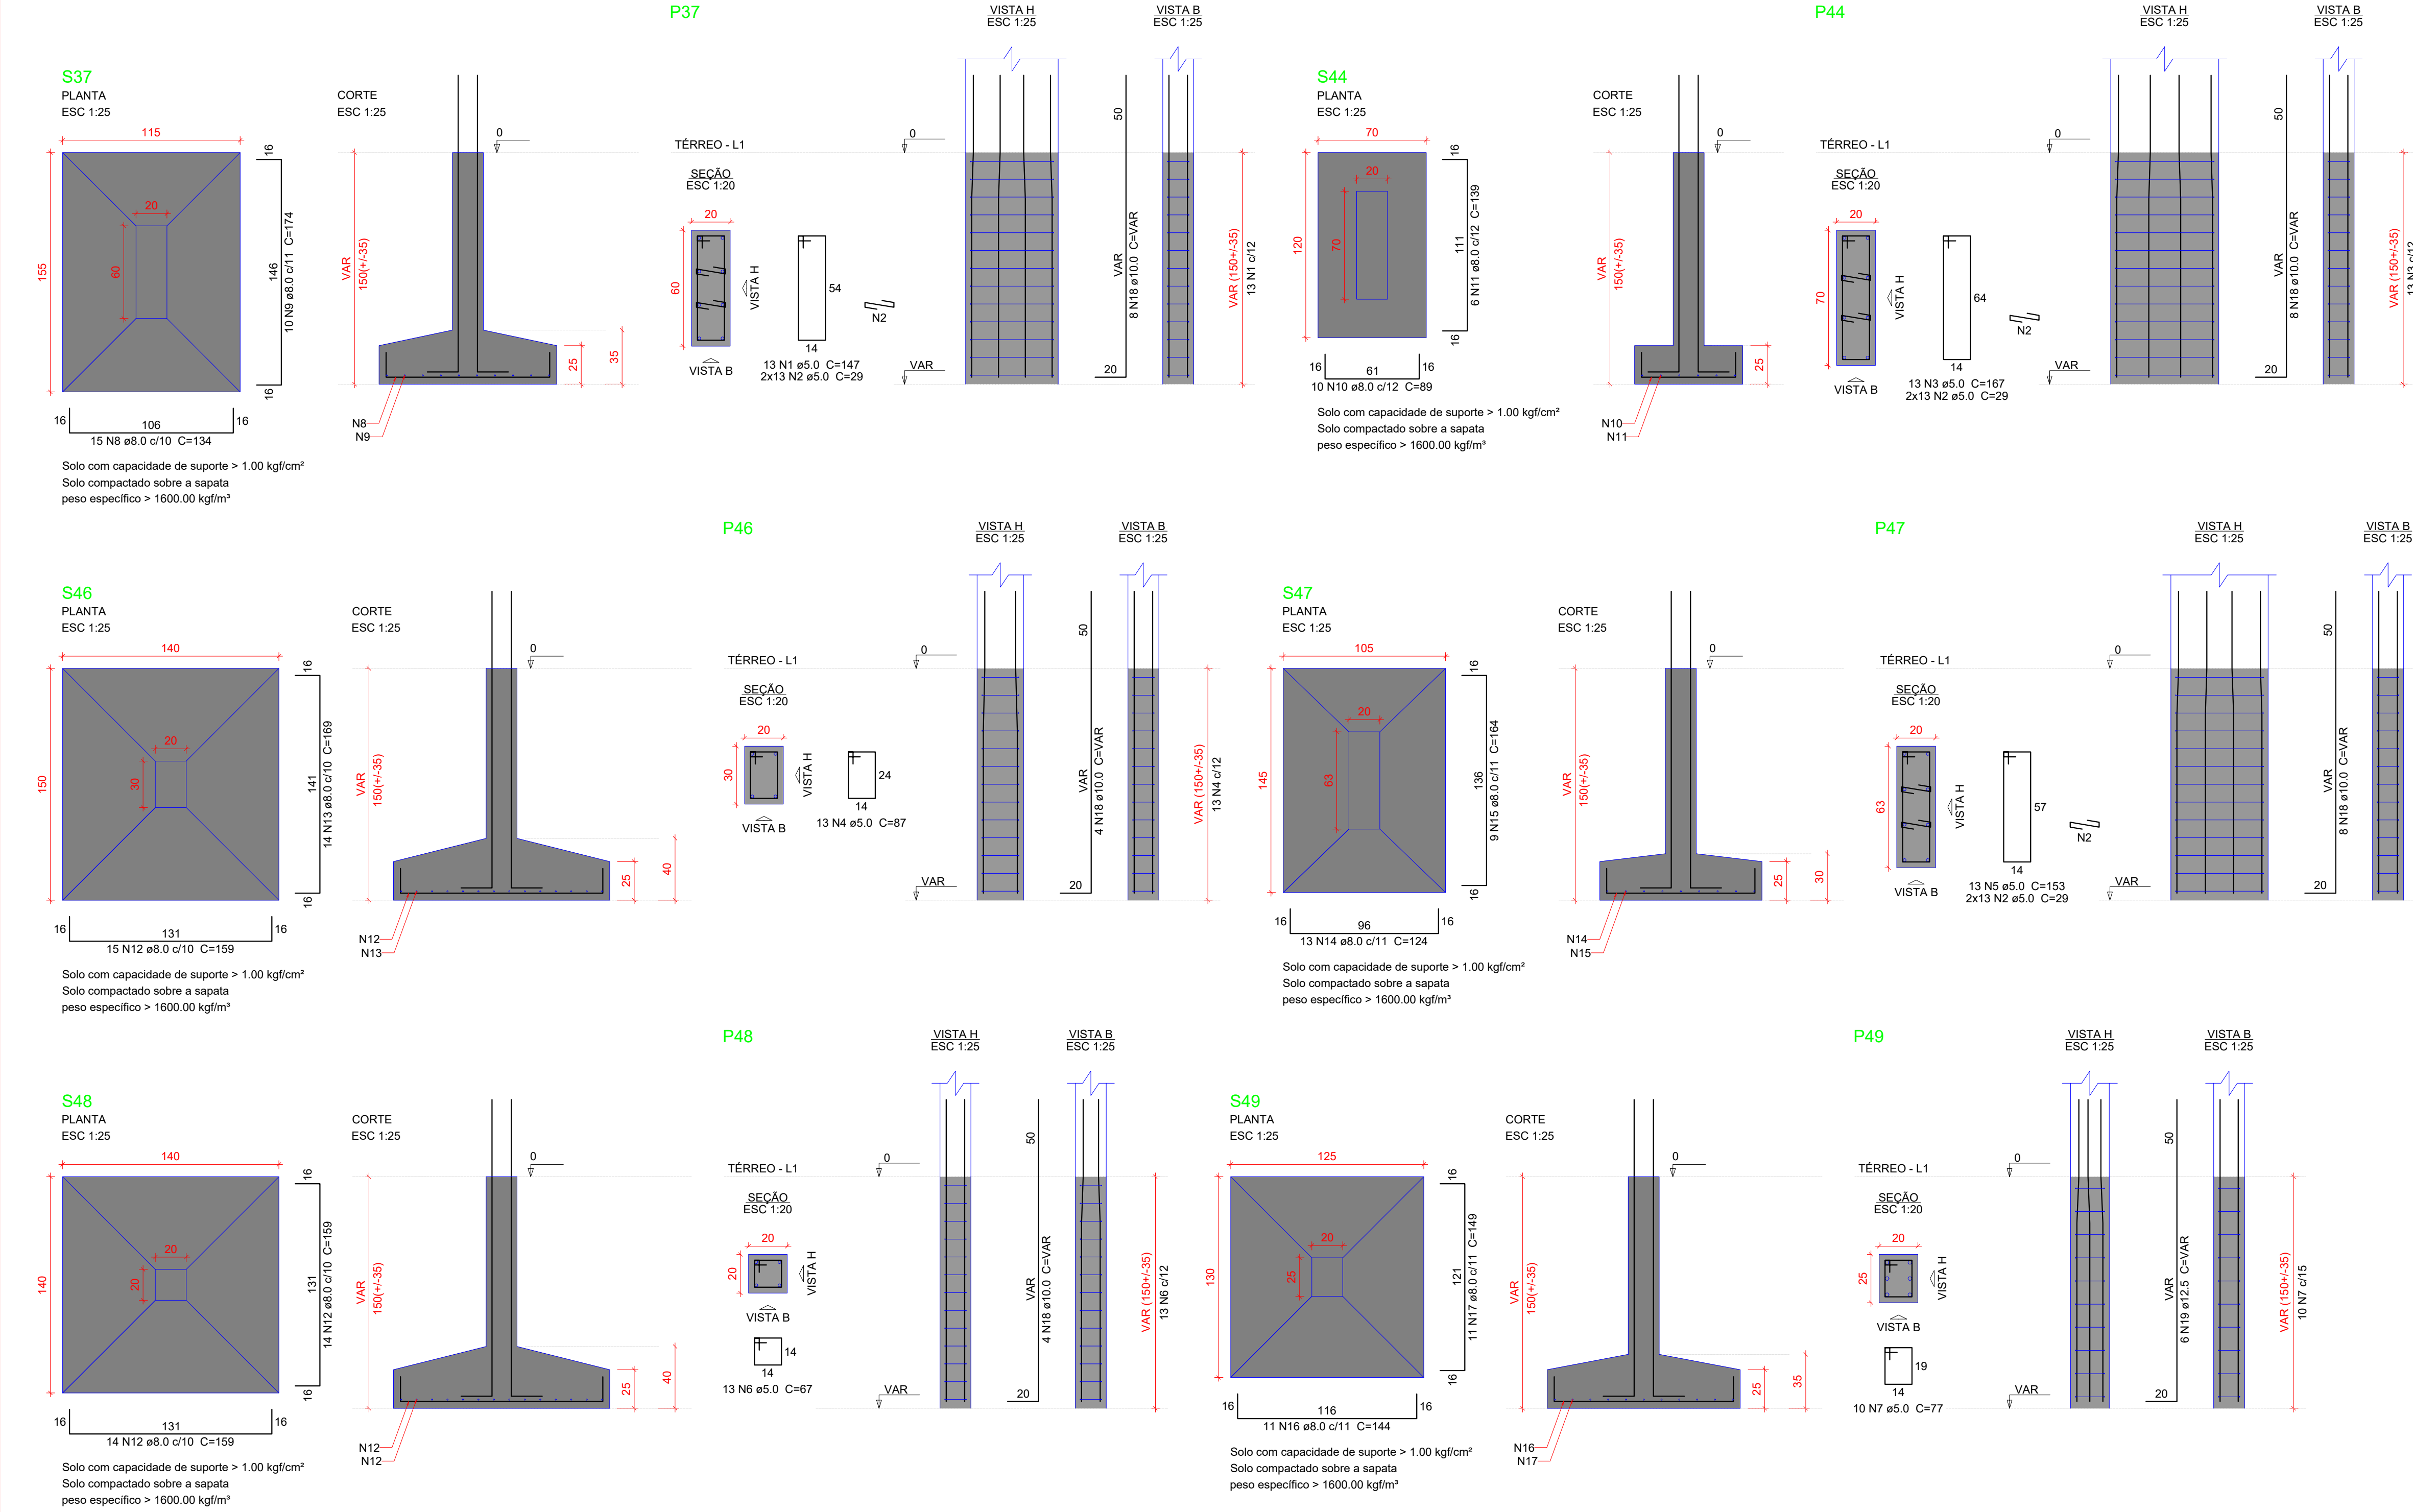 P37
VISTA H
ESC 1:25
VISTA B
ESC 1:25
S37
PLANTA
ESC 1:25
115
155
20
60
16
146
10 N9 ø8.0 c/11 C=174
16
16
106
16
15 N8 ø8.0 c/10 C=134
Solo com capacidade de suporte > 1.00 kgf/cm²
Solo compactado sobre a sapata
peso específico > 1600.00 kgf/m³
CORTE
ESC 1:25
0
VAR
150(+/-35)
25
35
N8
N9
TÉRREO - L1
SEÇÃO
ESC 1:20
20
60
VISTA H
VISTA B
54
14
N2
13 N1 ø5.0 C=147
2x13 N2 ø5.0 C=29
0
VAR
50
VAR
8 N18 ø10.0 C=VAR
20
VAR (150+/-35)
13 N1 c/12
P44
VISTA H
ESC 1:25
VISTA B
ESC 1:25
S44
PLANTA
ESC 1:25
70
120
20
70
16
111
6 N11 ø8.0 c/12 C=139
16
16
61
16
10 N10 ø8.0 c/12 C=89
Solo com capacidade de suporte > 1.00 kgf/cm²
Solo compactado sobre a sapata
peso específico > 1600.00 kgf/m³
CORTE
ESC 1:25
0
VAR
150(+/-35)
25
N10
N11
TÉRREO - L1
SEÇÃO
ESC 1:20
20
70
VISTA H
VISTA B
64
14
N2
13 N3 ø5.0 C=167
2x13 N2 ø5.0 C=29
0
VAR
50
VAR
8 N18 ø10.0 C=VAR
20
VAR (150+/-35)
13 N3 c/12
P46
VISTA H
ESC 1:25
VISTA B
ESC 1:25
S46
PLANTA
ESC 1:25
140
150
20
30
16
141
14 N13 ø8.0 c/10 C=169
16
16
131
16
15 N12 ø8.0 c/10 C=159
Solo com capacidade de suporte > 1.00 kgf/cm²
Solo compactado sobre a sapata
peso específico > 1600.00 kgf/m³
CORTE
ESC 1:25
0
VAR
150(+/-35)
25
40
N12
N13
TÉRREO - L1
SEÇÃO
ESC 1:20
20
30
VISTA H
VISTA B
24
14
13 N4 ø5.0 C=87
0
VAR
50
VAR
4 N18 ø10.0 C=VAR
20
VAR (150+/-35)
13 N4 c/12
P47
VISTA H
ESC 1:25
VISTA B
ESC 1:25
S47
PLANTA
ESC 1:25
105
145
20
63
16
136
9 N15 ø8.0 c/11 C=164
16
16
96
16
13 N14 ø8.0 c/11 C=124
Solo com capacidade de suporte > 1.00 kgf/cm²
Solo compactado sobre a sapata
peso específico > 1600.00 kgf/m³
CORTE
ESC 1:25
0
VAR
150(+/-35)
25
30
N14
N15
TÉRREO - L1
SEÇÃO
ESC 1:20
20
63
VISTA H
VISTA B
57
14
N2
13 N5 ø5.0 C=153
2x13 N2 ø5.0 C=29
0
VAR
50
VAR
8 N18 ø10.0 C=VAR
20
P48
VISTA H
ESC 1:25
VISTA B
ESC 1:25
S48
PLANTA
ESC 1:25
140
140
20
20
16
131
14 N12 ø8.0 c/10 C=159
16
16
131
16
14 N12 ø8.0 c/10 C=159
Solo com capacidade de suporte > 1.00 kgf/cm²
Solo compactado sobre a sapata
peso específico > 1600.00 kgf/m³
CORTE
ESC 1:25
0
VAR
150(+/-35)
25
40
N12
N12
TÉRREO - L1
SEÇÃO
ESC 1:20
20
20
VISTA H
VISTA B
14
14
13 N6 ø5.0 C=67
0
VAR
50
VAR
4 N18 ø10.0 C=VAR
20
VAR (150+/-35)
13 N6 c/12
P49
VISTA H
ESC 1:25
VISTA B
ESC 1:25
S49
PLANTA
ESC 1:25
125
130
20
25
16
121
11 N17 ø8.0 c/11 C=149
16
16
116
16
11 N16 ø8.0 c/11 C=144
Solo com capacidade de suporte > 1.00 kgf/cm²
Solo compactado sobre a sapata
peso específico > 1600.00 kgf/m³
CORTE
ESC 1:25
0
VAR
150(+/-35)
25
35
N16
N17
TÉRREO - L1
SEÇÃO
ESC 1:20
20
25
VISTA H
VISTA B
19
14
10 N7 ø5.0 C=77
0
VAR
50
VAR
6 N19 ø12.5 C=VAR
20
VAR (150+/-35)
10 N7 c/15